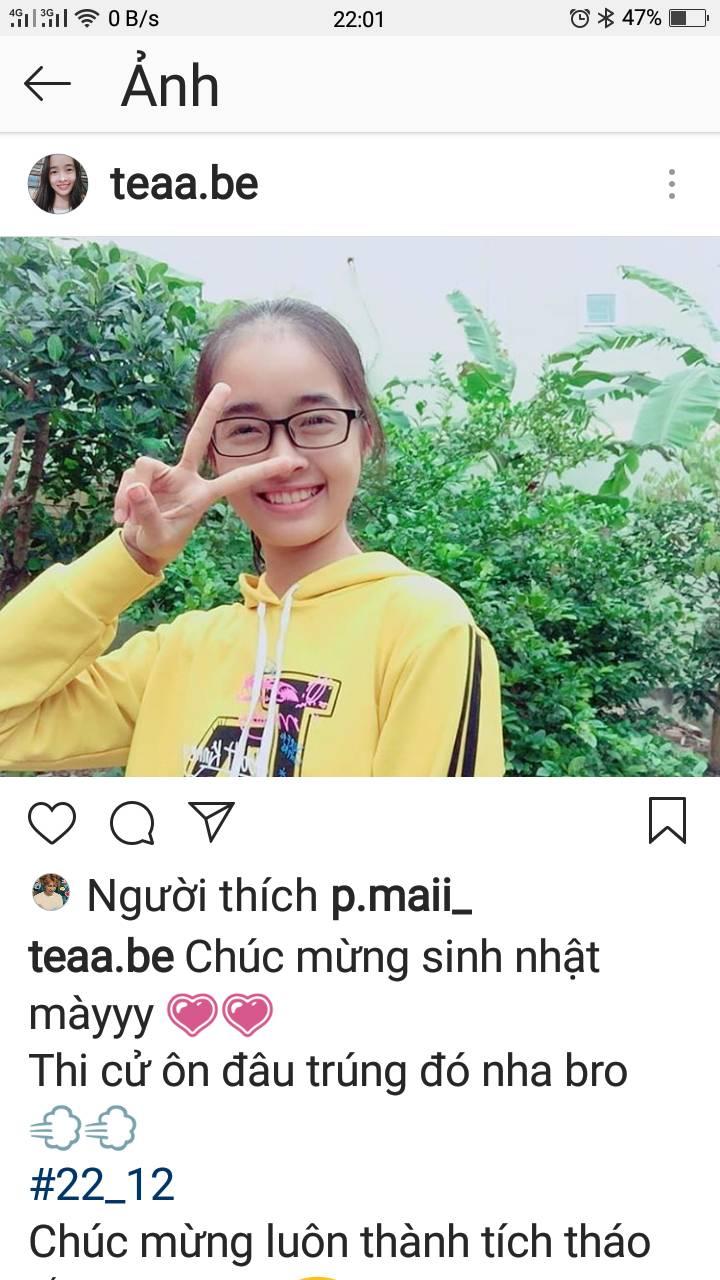 4G 3G 0 B/s 22:01 47%
Ảnh
teaa.be
Người thích p.maii_
teaa.be Chúc mừng sinh nhật
màyyy 💗💗
Thi cử ôn đâu trúng đó nha bro
💨💨
#22_12
Chúc mừng luôn thành tích tháo